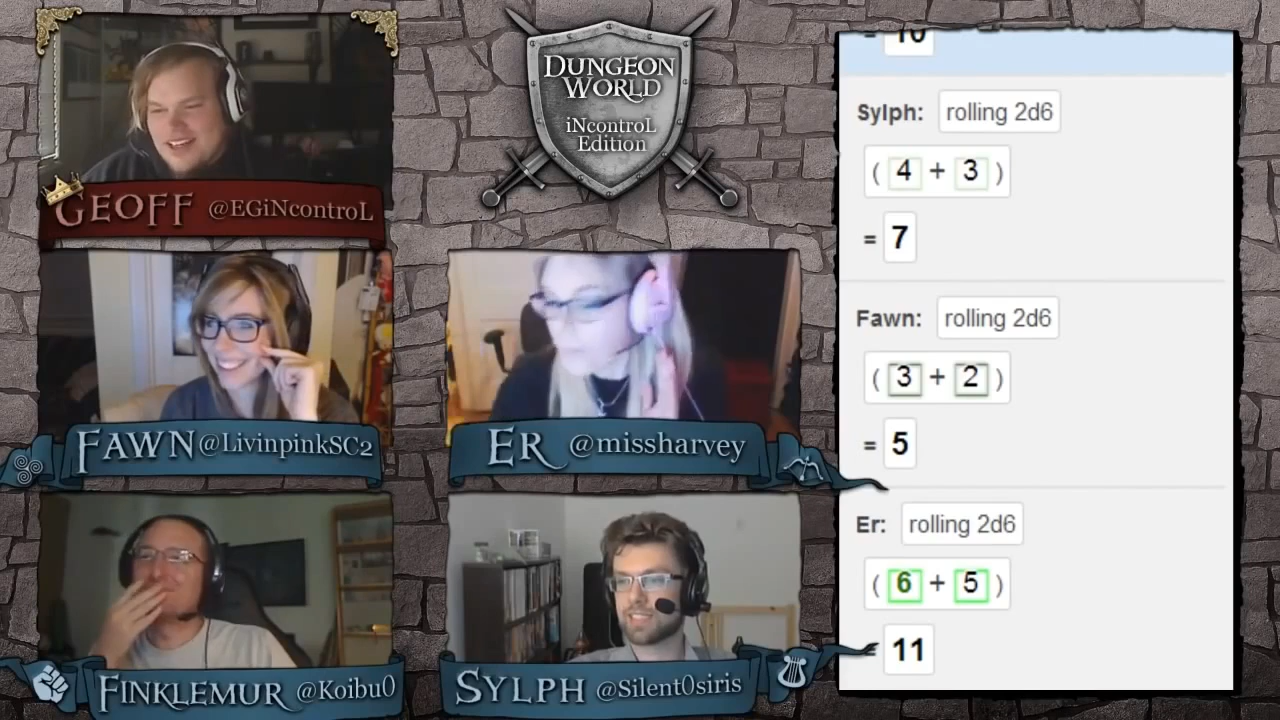 DUNGEON
WORLD
iNcontroL
Edition
GEOFF @EGiNcontroL
FAWN @LivinpinkSC2
ER @missharvey
FINKLEMUR @Koibu0
SYLPH @Silent0siris
= 10
Sylph: rolling 2d6
( 4 + 3 )
= 7
Fawn: rolling 2d6
( 3 + 2 )
= 5
Er: rolling 2d6
( 6 + 5 )
= 11